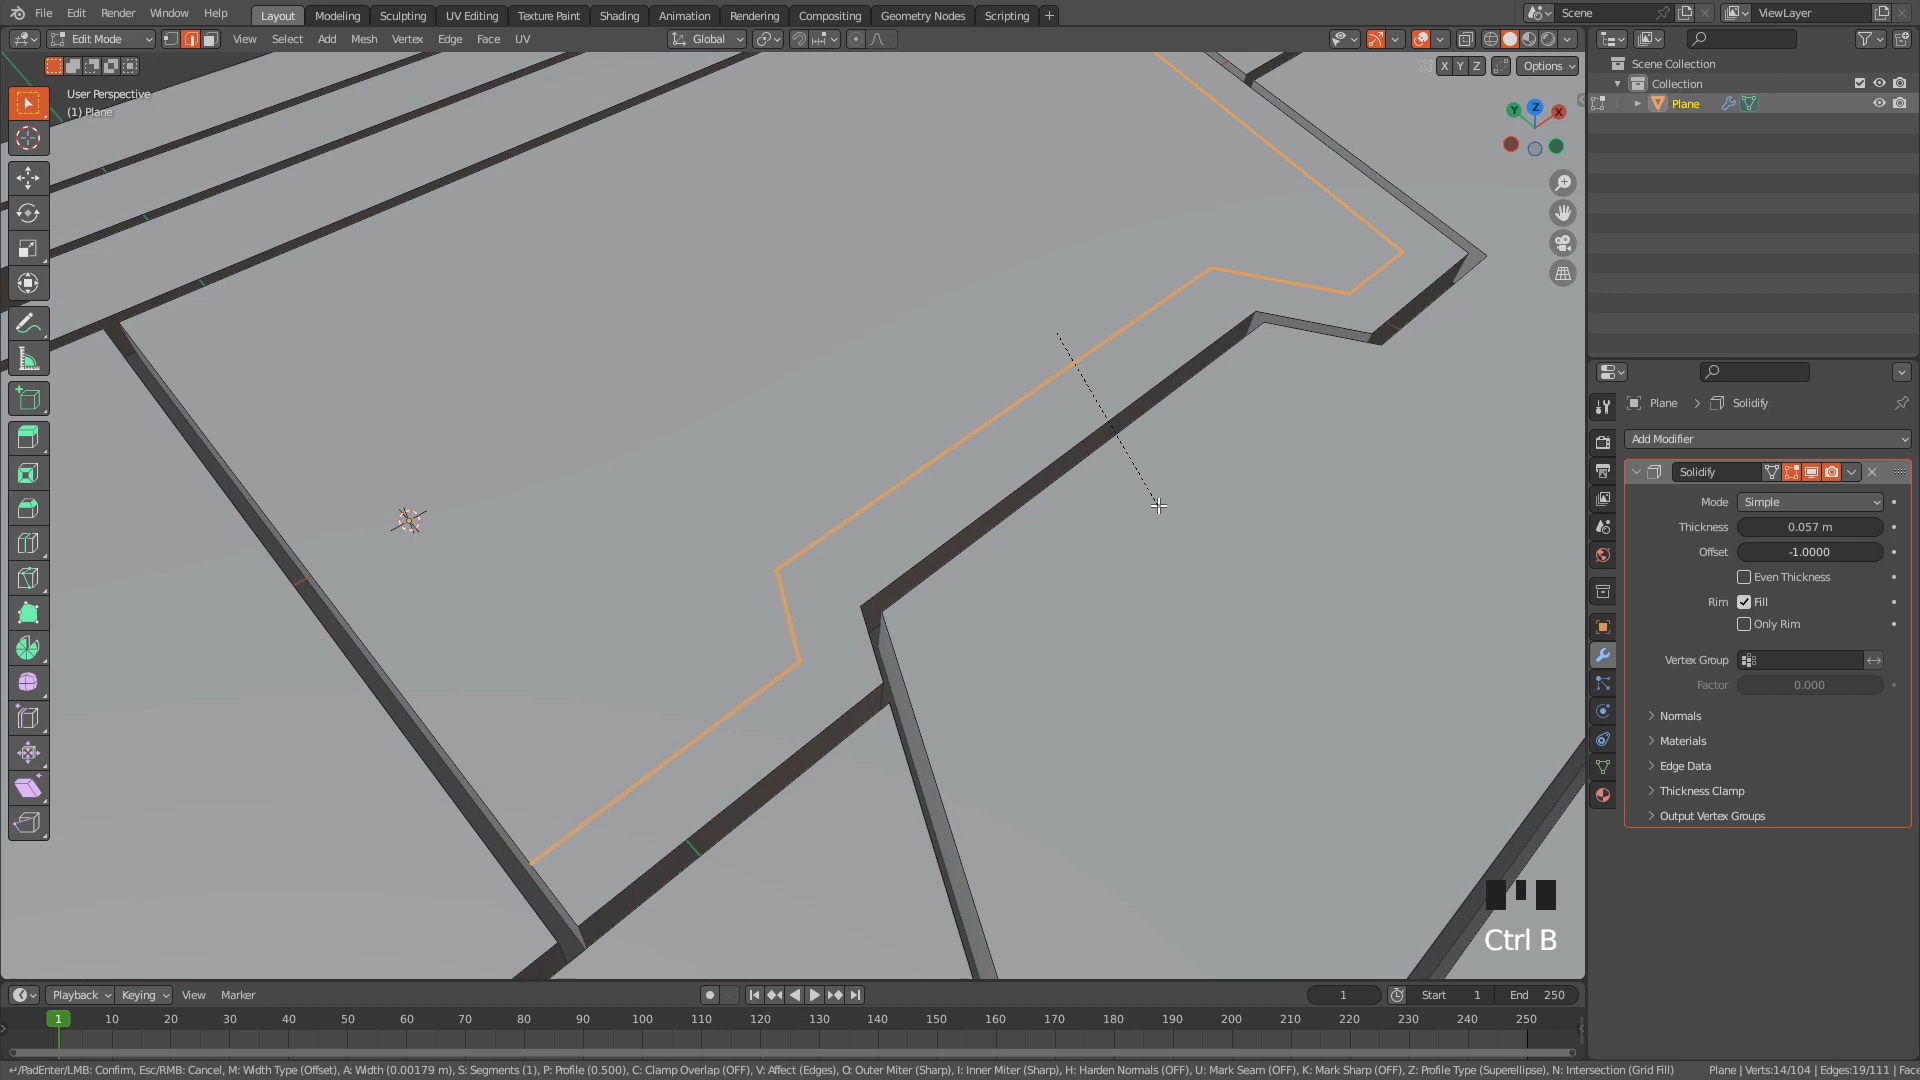 File Edit Render Window Help Layout Modeling Sculpting UV Editing Texture Paint Shading Animation Rendering Compositing Geometry Nodes Scripting + Scene ViewLayer
Edit Mode View Select Add Mesh Vertex Edge Face UV Global
X Y Z Options
User Perspective
(1) Plane
Scene Collection
Collection
Plane
Y Z X
Plane > Solidify
Add Modifier
Solidify
Mode Simple
Thickness 0.057 m
Offset -1.0000
Even Thickness
Rim Fill
Only Rim
Vertex Group
Factor 0.000
Normals
Materials
Edge Data
Thickness Clamp
Output Vertex Groups
Ctrl B
Playback Keying View Marker 1 Start 1 End 250
1 10 20 30 40 50 60 70 80 90 100 110 120 130 140 150 160 170 180 190 200 210 220 230 240 250
↵/PadEnter/LMB: Confirm, Esc/RMB: Cancel, M: Width Type (Offset), A: Width (0.00179 m), S: Segments (1), P: Profile (0.500), C: Clamp Overlap (OFF), V: Affect (Edges), O: Outer Miter (Sharp), I: Inner Miter (Sharp), H: Harden Normals (OFF), U: Mark Seam (OFF), K: Mark Sharp (OFF), Z: Profile Type (Superellipse), N: Intersection (Grid Fill) Plane | Verts:14/104 | Edges:19/111 | Face